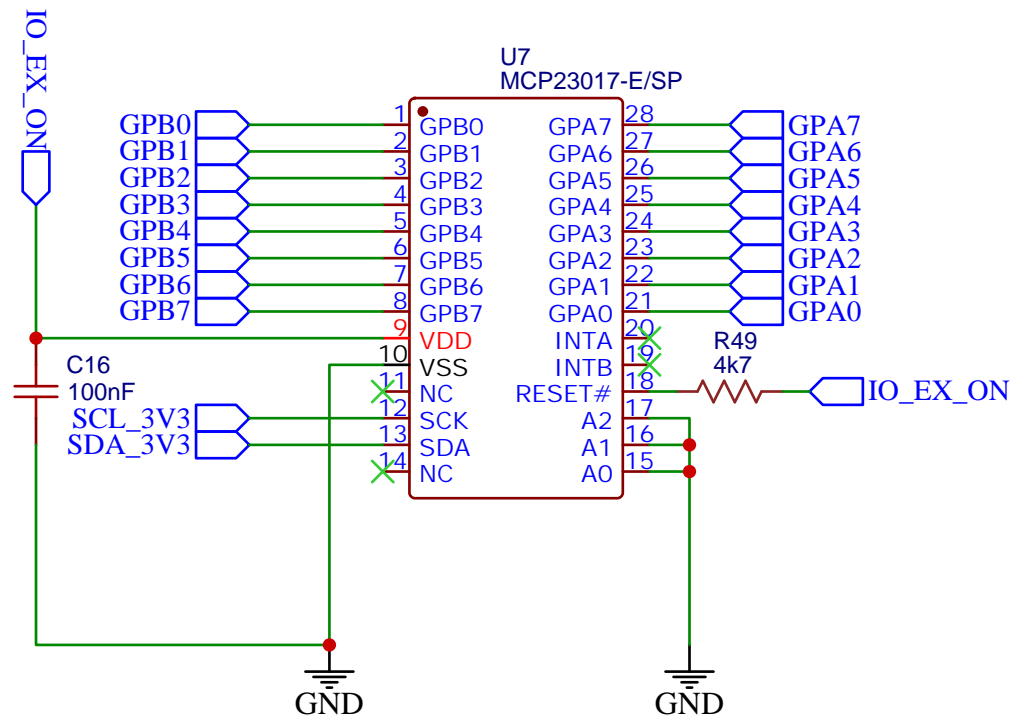 IO_EX_ON
U7
MCP23017-E/SP
GPB0 1 GPB0 GPA7 28 GPA7
GPB1 2 GPB1 GPA6 27 GPA6
GPB2 3 GPB2 GPA5 26 GPA5
GPB3 4 GPB3 GPA4 25 GPA4
GPB4 5 GPB4 GPA3 24 GPA3
GPB5 6 GPB5 GPA2 23 GPA2
GPB6 7 GPB6 GPA1 22 GPA1
GPB7 8 GPB7 GPA0 21 GPA0
9 VDD INTA 20 R49
10 VSS INTB 19 4k7
C16
100nF
11 NC RESET# 18 IO_EX_ON
SCL_3V3 12 SCK A2 17
SDA_3V3 13 SDA A1 16
14 NC A0 15
GND GND